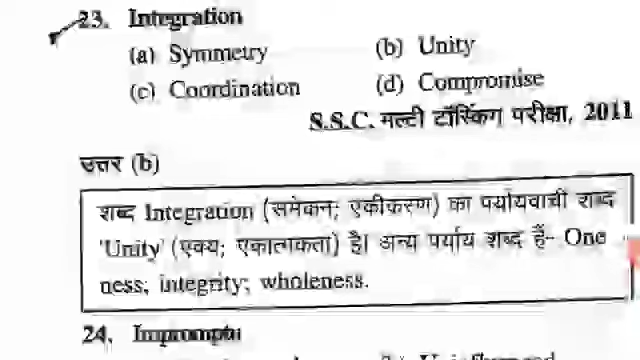 23. Integration
(a) Symmetry (b) Unity
(c) Coordination (d) Compromise
S.S.C. मल्टी टॉस्किंग परीक्षा, 2011
उत्तर (b)
शब्द Integration (समेकन; एकीकरण) का पर्यायवाची शब्द
'Unity' (एक्य; एकात्मकता) है। अन्य पर्याय शब्द हैं- One
ness; integrity; wholeness.
24. Impromptu